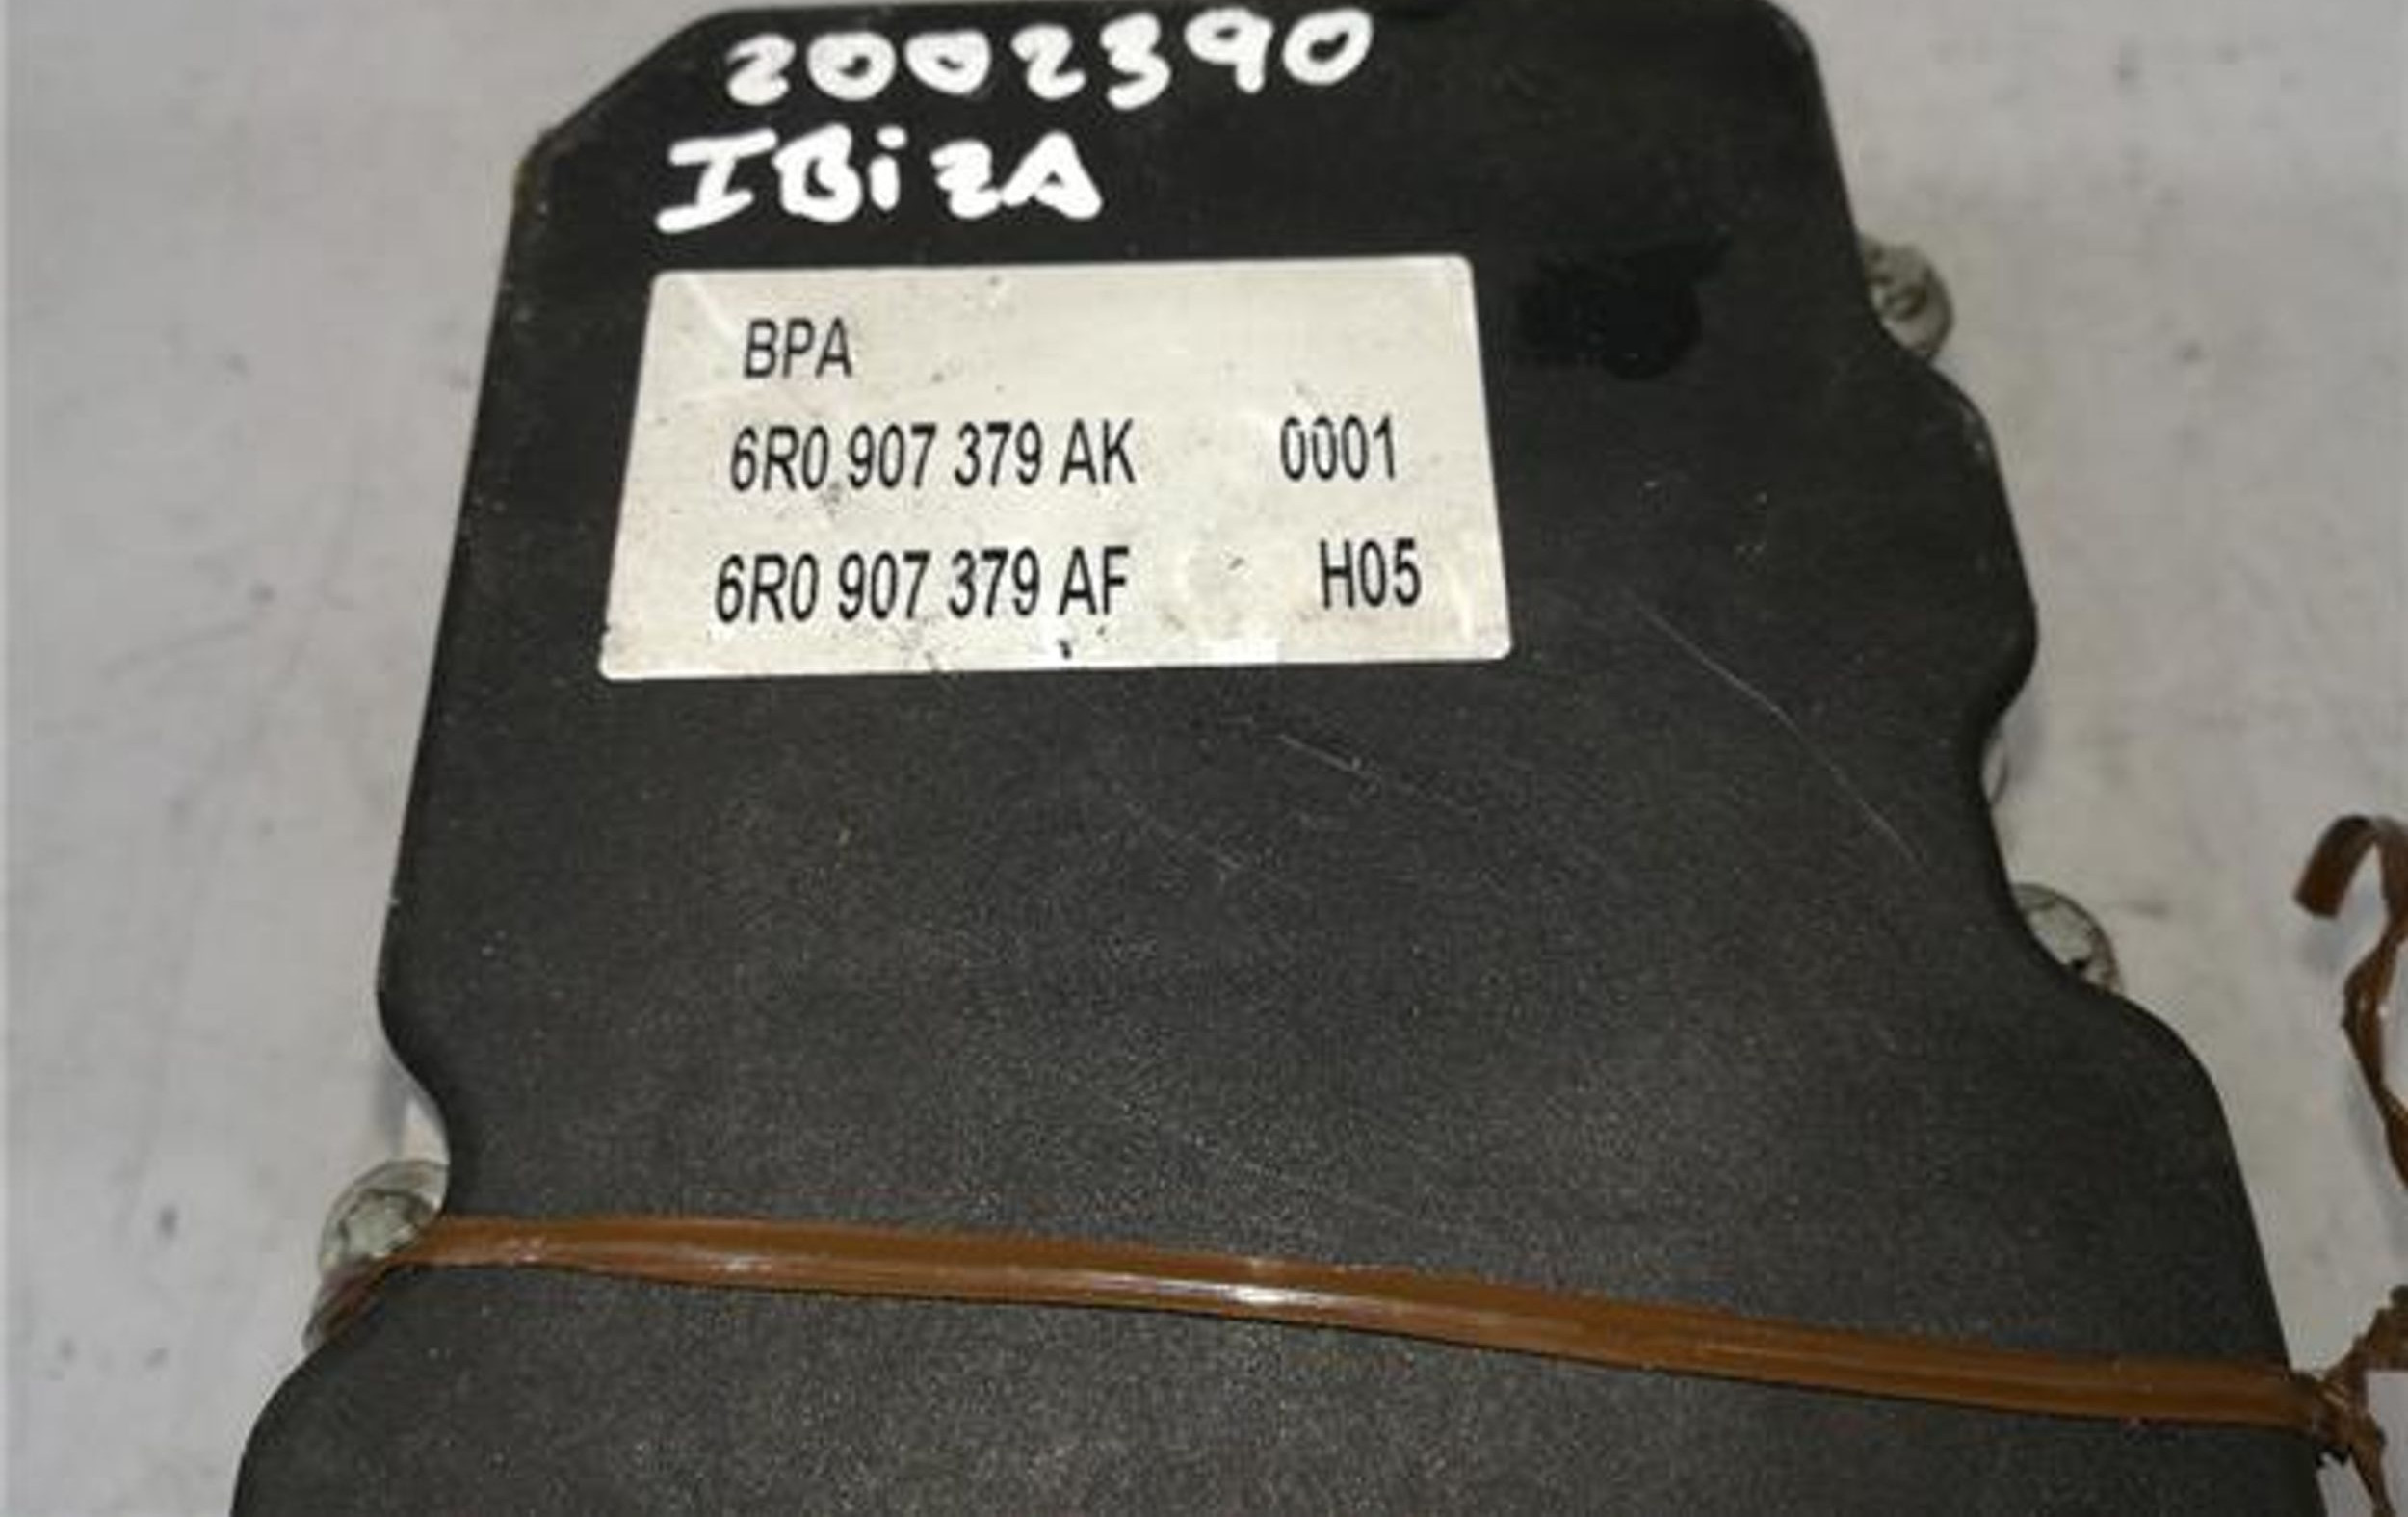 2002390
IBiZA
BPA
6R0 907 379 AK 0001
6R0 907 379 AF H05